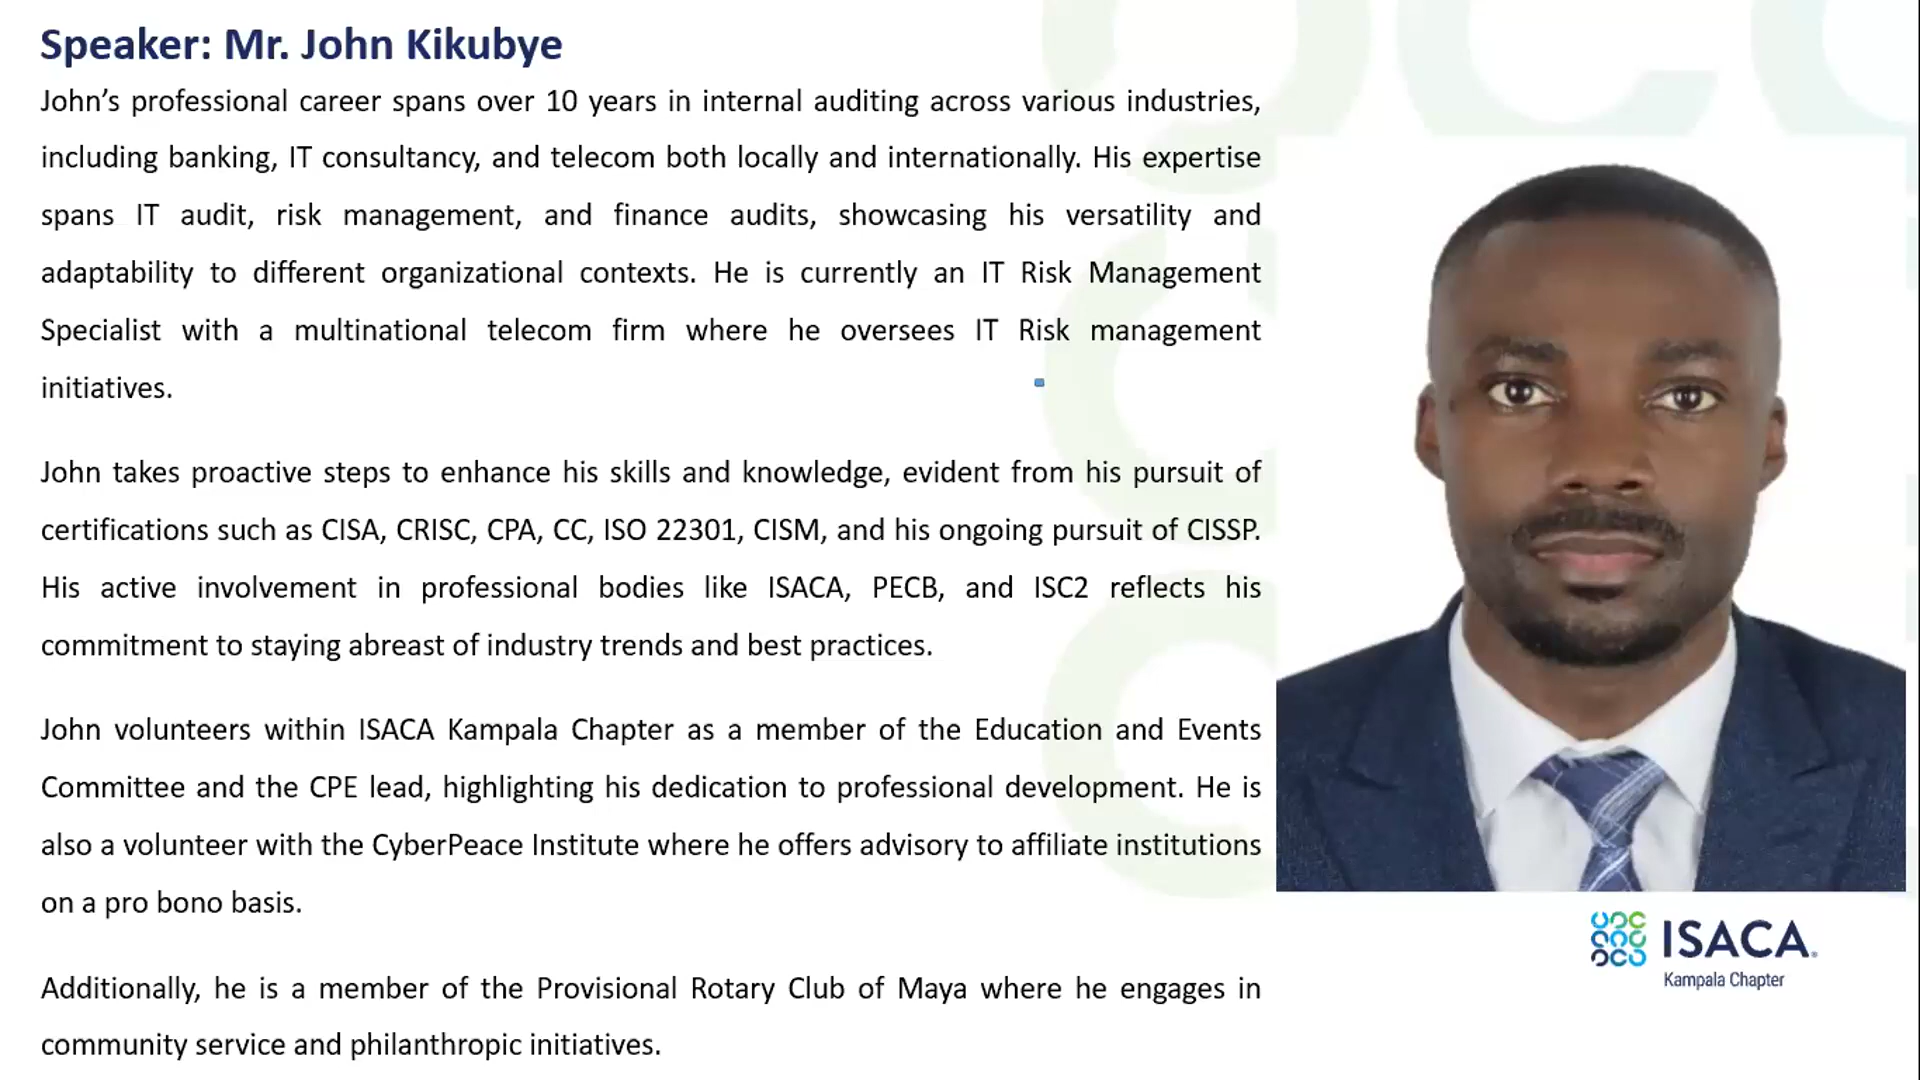 Speaker: Mr. John Kikubye
John’s professional career spans over 10 years in internal auditing across various industries,
including banking, IT consultancy, and telecom both locally and internationally. His expertise
spans IT audit, risk management, and finance audits, showcasing his versatility and
adaptability to different organizational contexts. He is currently an IT Risk Management
Specialist with a multinational telecom firm where he oversees IT Risk management
initiatives.
John takes proactive steps to enhance his skills and knowledge, evident from his pursuit of
certifications such as CISA, CRISC, CPA, CC, ISO 22301, CISM, and his ongoing pursuit of CISSP.
His active involvement in professional bodies like ISACA, PECB, and ISC2 reflects his
commitment to staying abreast of industry trends and best practices.
John volunteers within ISACA Kampala Chapter as a member of the Education and Events
Committee and the CPE lead, highlighting his dedication to professional development. He is
also a volunteer with the CyberPeace Institute where he offers advisory to affiliate institutions
on a pro bono basis.
Additionally, he is a member of the Provisional Rotary Club of Maya where he engages in
community service and philanthropic initiatives.
ISACA.
Kampala Chapter